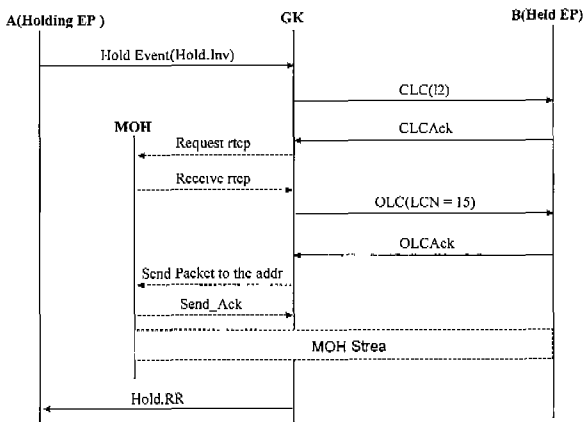 A(Holding EP )
GK
B(Held EP)
Hold Event(Hold.Inv)
CLC(12)
MOH
CLCAck
Request rtcp
Receive rtcp
OLC(LCN = 15)
OLCAck
Send Packet to the addr
Send_Ack
MOH Strea
Hold.RR